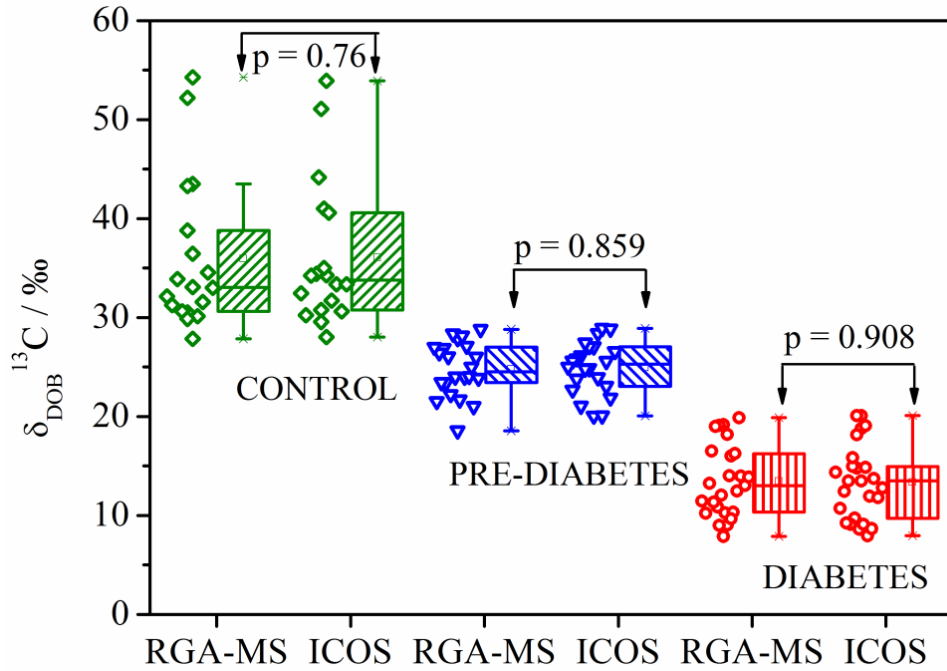 60
50
40
30
20
10
0
δDOB 13C / ‰
p = 0.76
p = 0.859
p = 0.908
CONTROL
PRE-DIABETES
DIABETES
RGA-MS ICOS RGA-MS ICOS RGA-MS ICOS